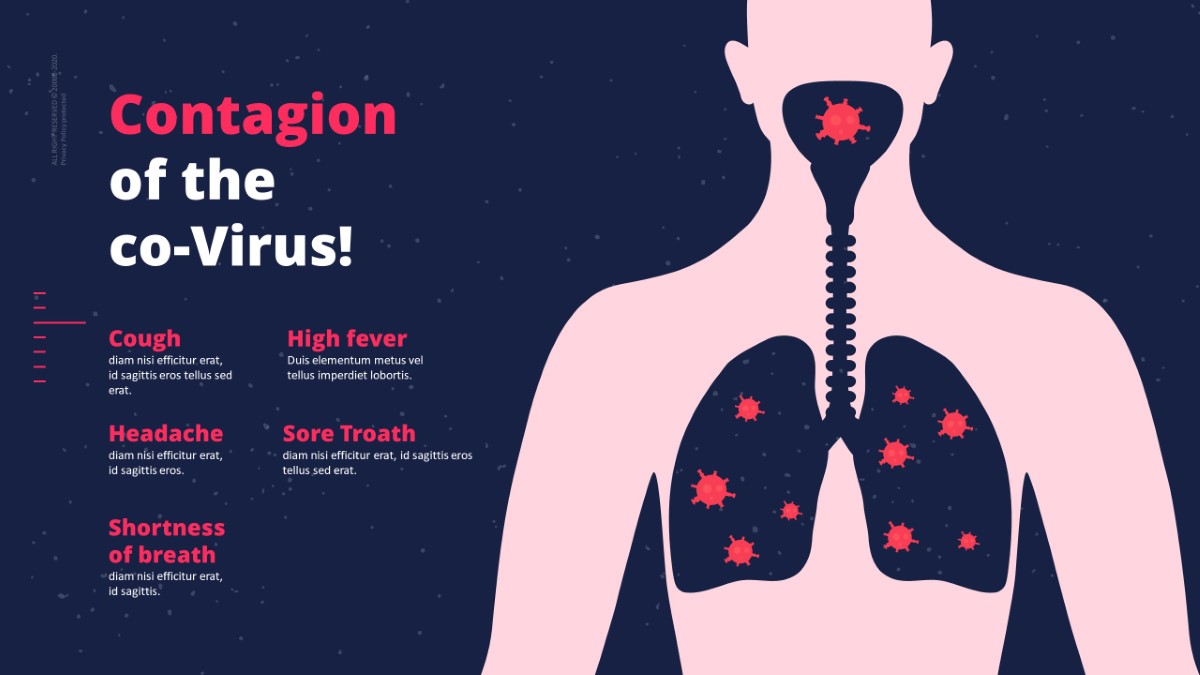 ALL RIGHT RESERVED
Privacy Policy protected
Contagion
of the
co-Virus!
Cough
diam nisi efficitur erat,
id sagittis eros tellus sed
erat.
High fever
Duis elementum metus vel
tellus imperdiet lobortis.
Headache
diam nisi efficitur erat,
id sagittis eros.
Sore Troath
diam nisi efficitur erat, id sagittis eros
tellus sed erat.
Shortness
of breath
diam nisi efficitur erat,
id sagittis.